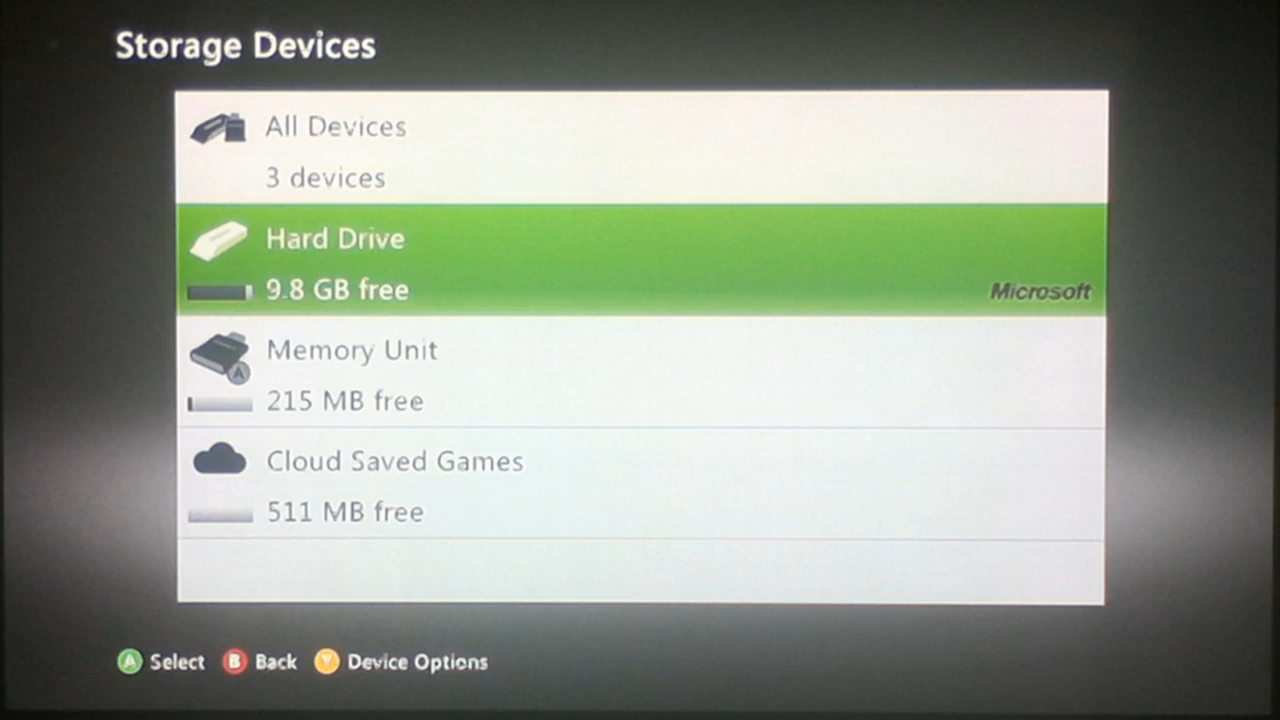 Storage Devices
All Devices
3 devices
Hard Drive
9.8 GB free
Microsoft
Memory Unit
A
215 MB free
Cloud Saved Games
511 MB free
A Select B Back Y Device Options